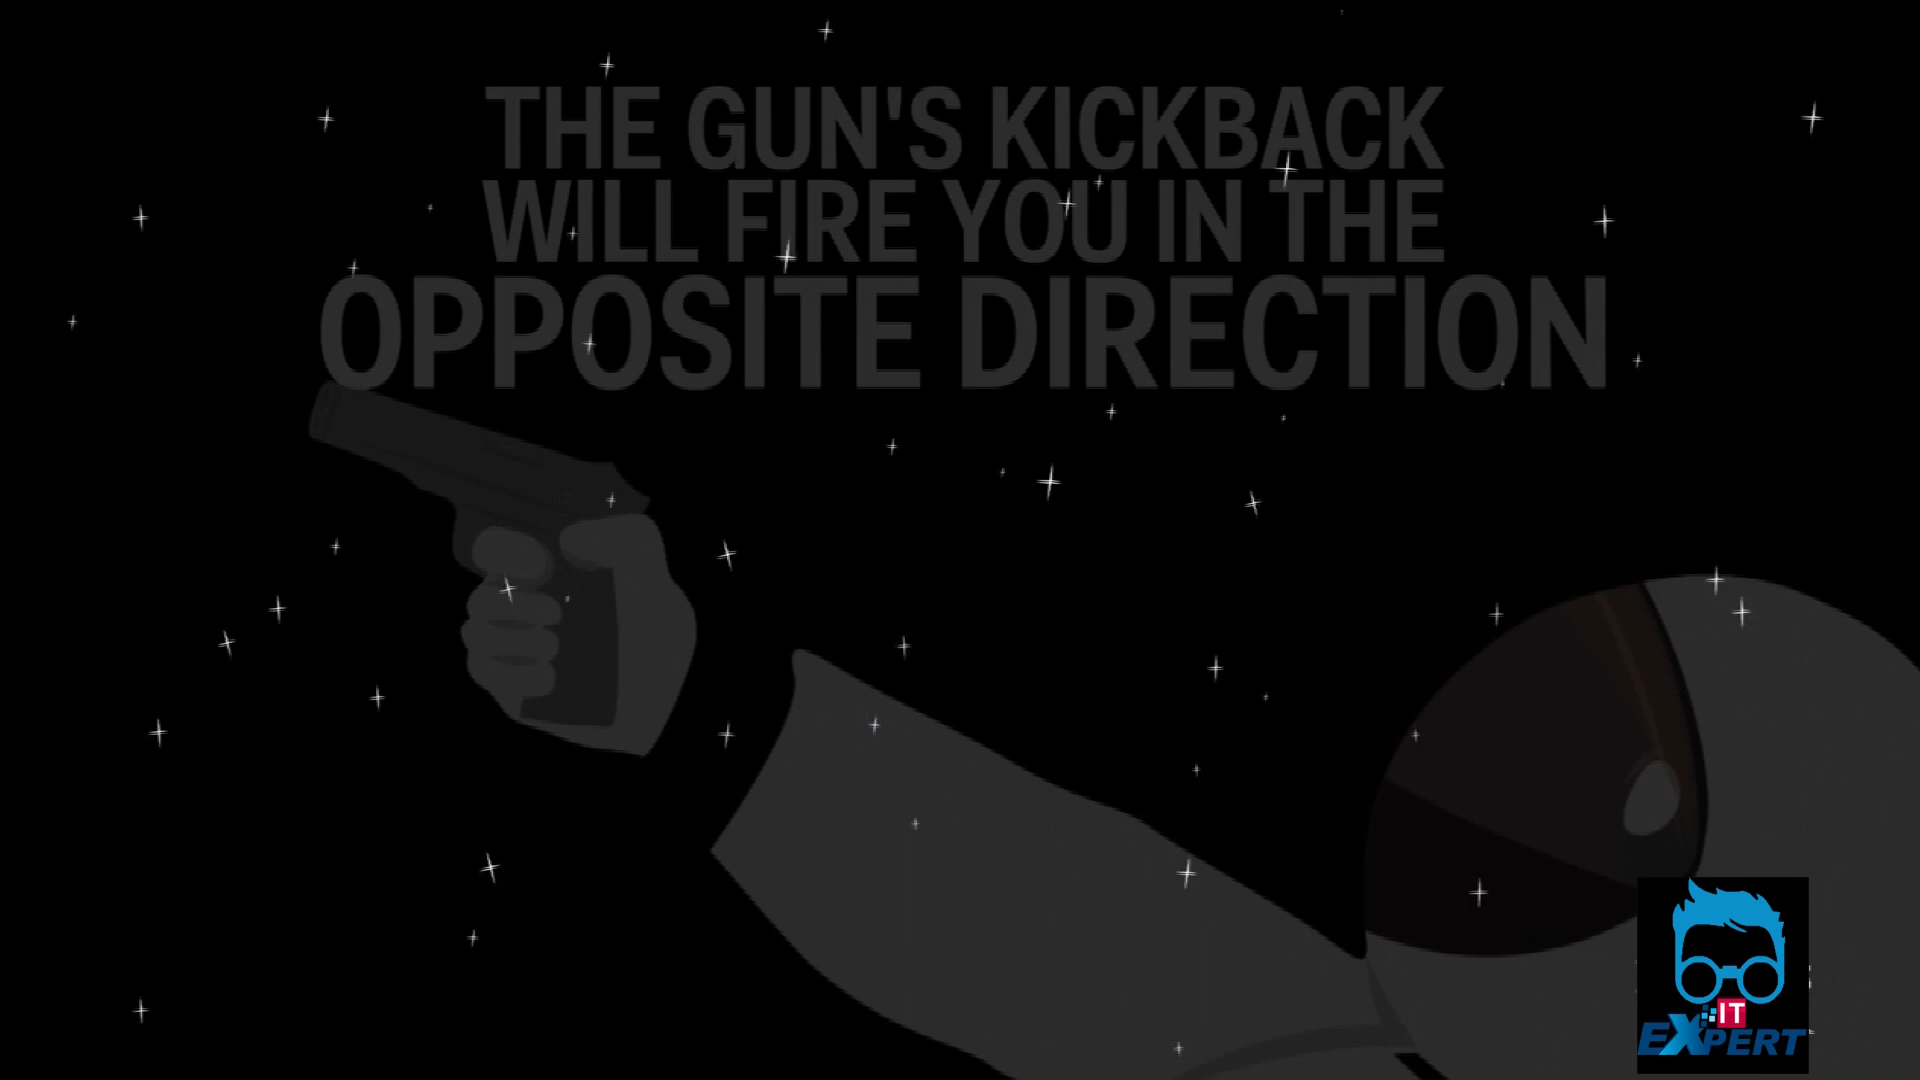 THE GUN'S KICKBACK
WILL FIRE YOU IN THE
OPPOSITE DIRECTION
IT
EXPERT